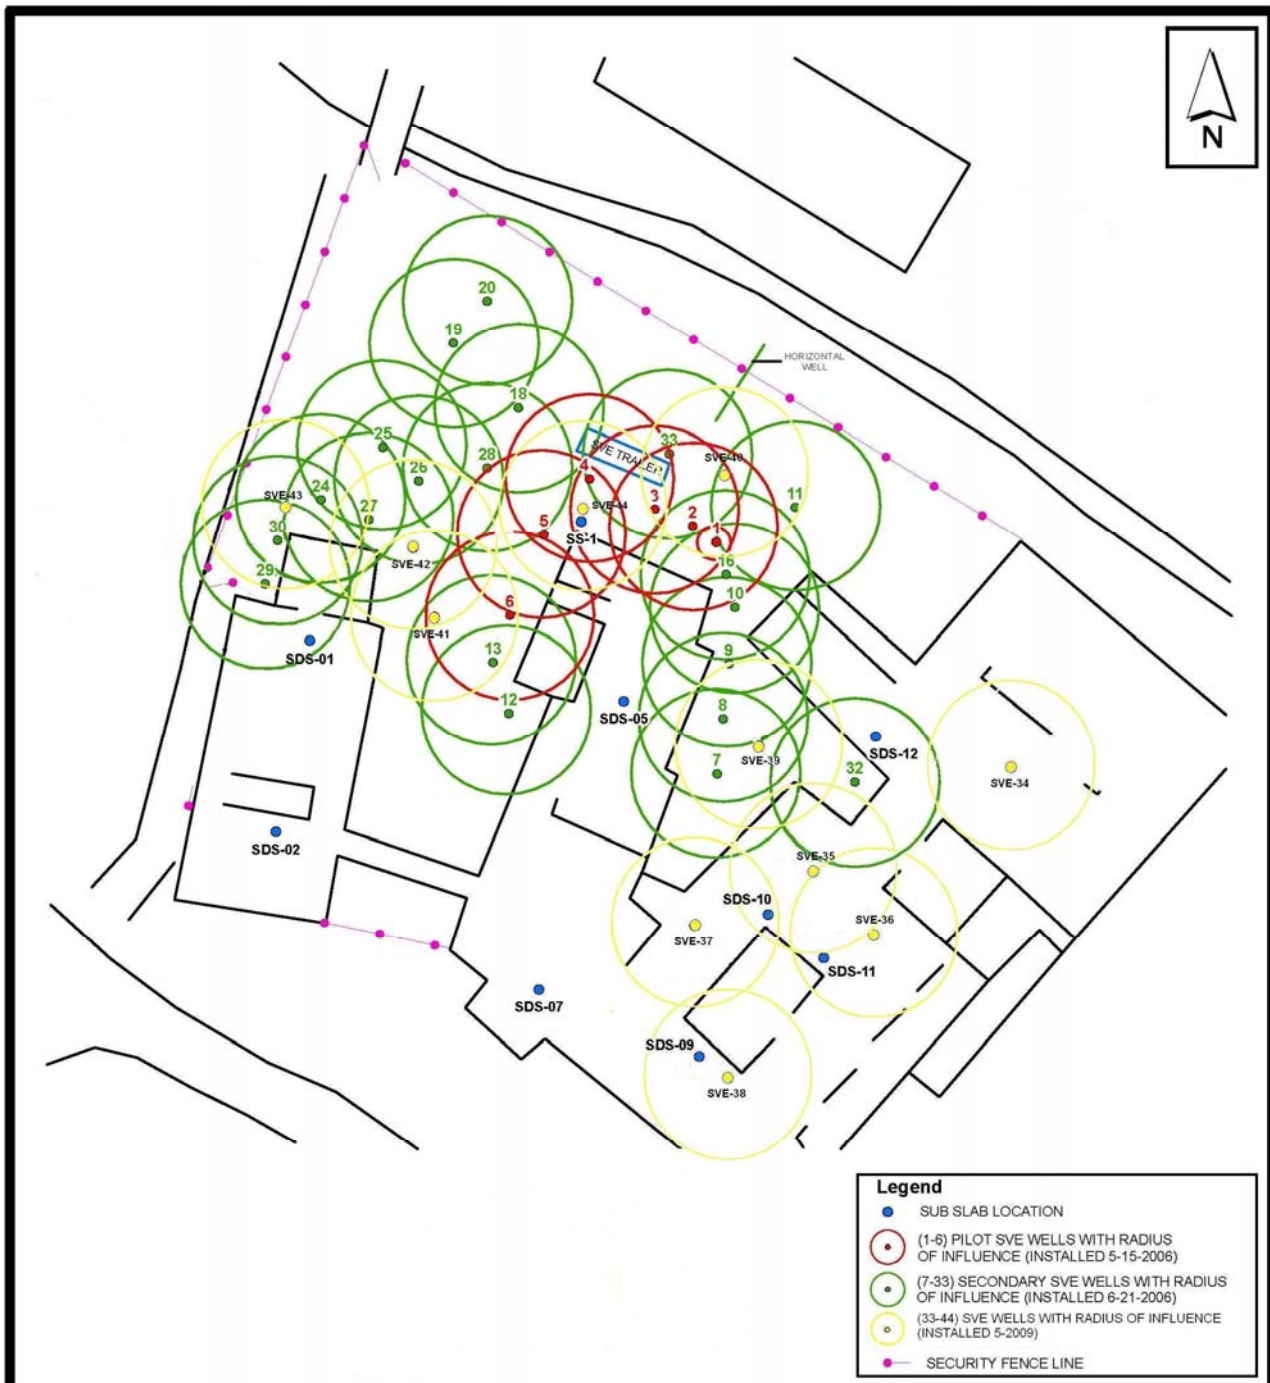 N
20
19
HORIZONTAL
WELL
18
33
25
28
SVE TRAILER
SVE-40
26
4
SVE-43
24
11
27
3
SVE-44
2
30
5
SS-1
1
SVE-42
16
29
6
10
SVE-41
SDS-01
13
9
12
SDS-05
8
SVE-39
SDS-12
7
32
SVE-34
SDS-02
SVE-35
SDS-10
SVE-36
SVE-37
SDS-11
SDS-07
SDS-09
SVE-38
Legend
SUB SLAB LOCATION
(1-6) PILOT SVE WELLS WITH RADIUS
OF INFLUENCE (INSTALLED 5-15-2006)
(7-33) SECONDARY SVE WELLS WITH RADIUS
OF INFLUENCE (INSTALLED 6-21-2006)
(33-44) SVE WELLS WITH RADIUS OF INFLUENCE
(INSTALLED 5-2009)
SECURITY FENCE LINE